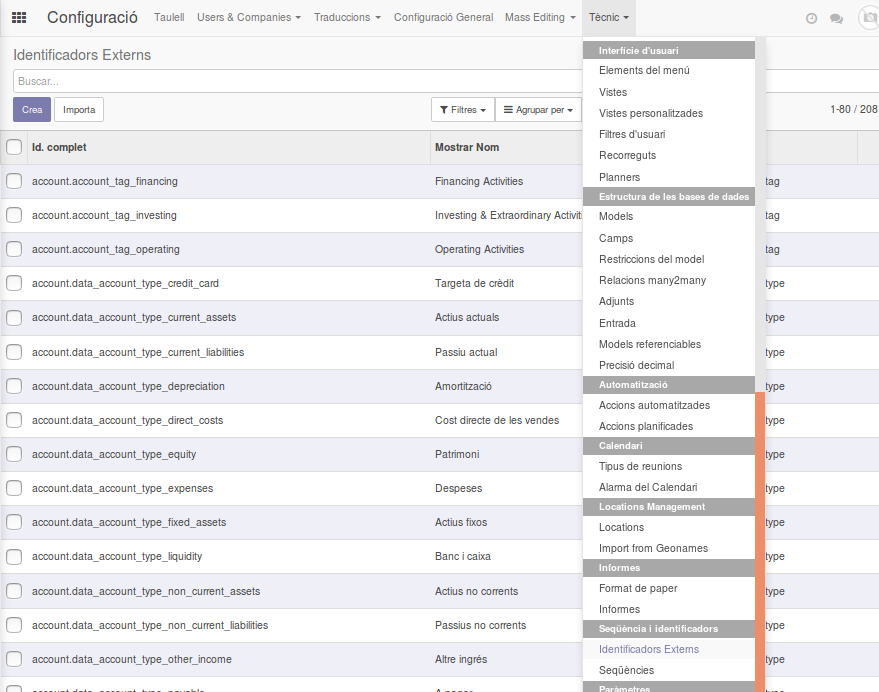 Configuració Taulell Users & Companies Traduccions Configuració General Mass Editing Tècnic
Identificadors Externs
Buscar...
Crea Importa Filtres Agrupar per 1-80 / 208
Id. complet Mostrar Nom
account.account_tag_financing Financing Activities tag
account.account_tag_investing Investing & Extraordinary Activit tag
account.account_tag_operating Operating Activities tag
account.data_account_type_credit_card Targeta de crèdit type
account.data_account_type_current_assets Actius actuals type
account.data_account_type_current_liabilities Passiu actual type
account.data_account_type_depreciation Amortització type
account.data_account_type_direct_costs Cost directe de les vendes type
account.data_account_type_equity Patrimoni type
account.data_account_type_expenses Despeses type
account.data_account_type_fixed_assets Actius fixos type
account.data_account_type_liquidity Banc i caixa type
account.data_account_type_non_current_assets Actius no corrents type
account.data_account_type_non_current_liabilities Passius no corrents type
account.data_account_type_other_income Altre ingrés type
Interfície d'usuari
Elements del menú
Vistes
Vistes personalitzades
Filtres d'usuari
Recorreguts
Planners
Estructura de les bases de dades
Models
Camps
Restriccions del model
Relacions many2many
Adjunts
Entrada
Models referenciables
Precisió decimal
Automatització
Accions automatitzades
Accions planificades
Calendari
Tipus de reunions
Alarma del Calendari
Locations Management
Locations
Import from Geonames
Informes
Format de paper
Informes
Seqüència i identificadors
Identificadors Externs
Seqüències
Paràmetres